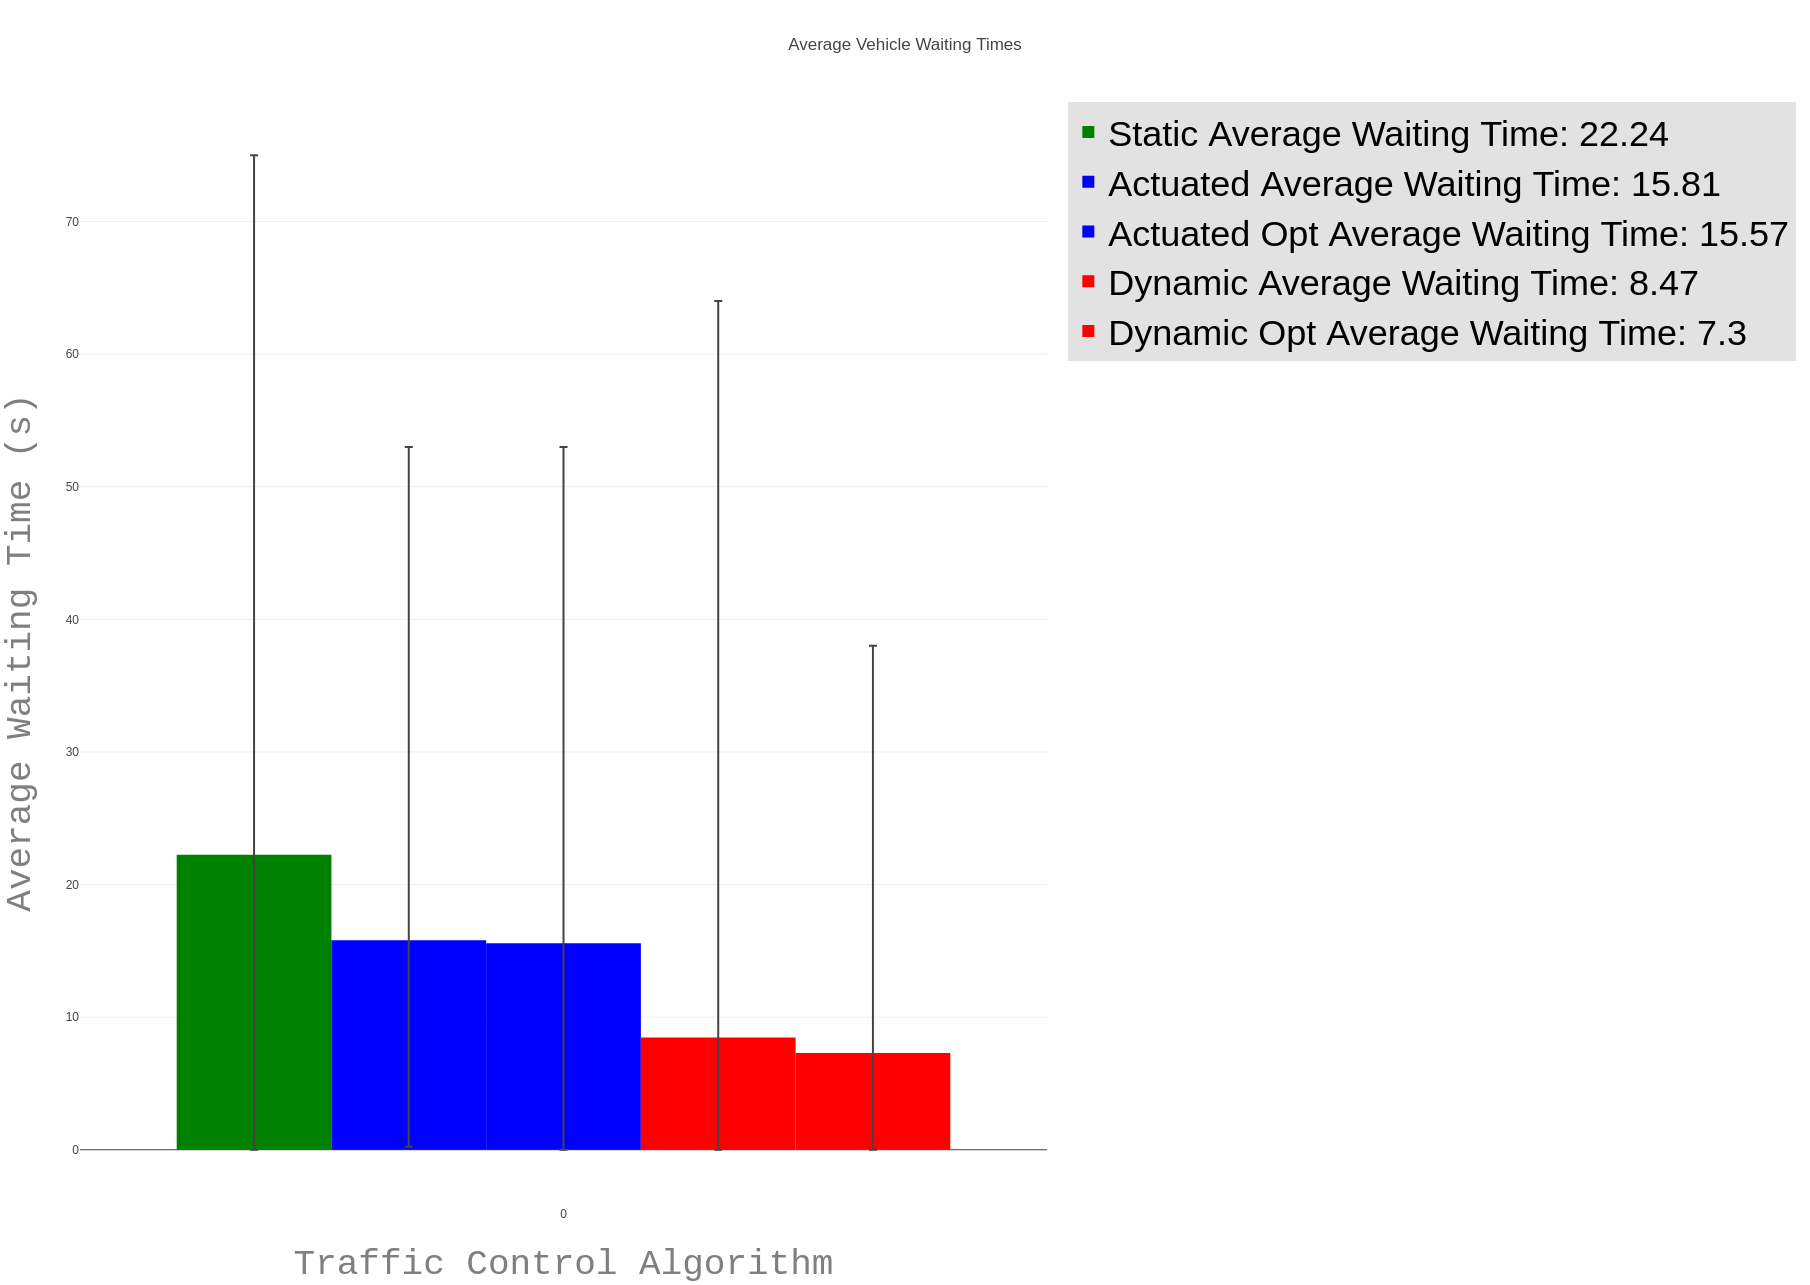 Average Vehicle Waiting Times
Static Average Waiting Time: 22.24
Actuated Average Waiting Time: 15.81
Actuated Opt Average Waiting Time: 15.57
Dynamic Average Waiting Time: 8.47
Dynamic Opt Average Waiting Time: 7.3
Average Waiting Time (s)
70
60
50
40
30
20
10
0
0
Traffic Control Algorithm